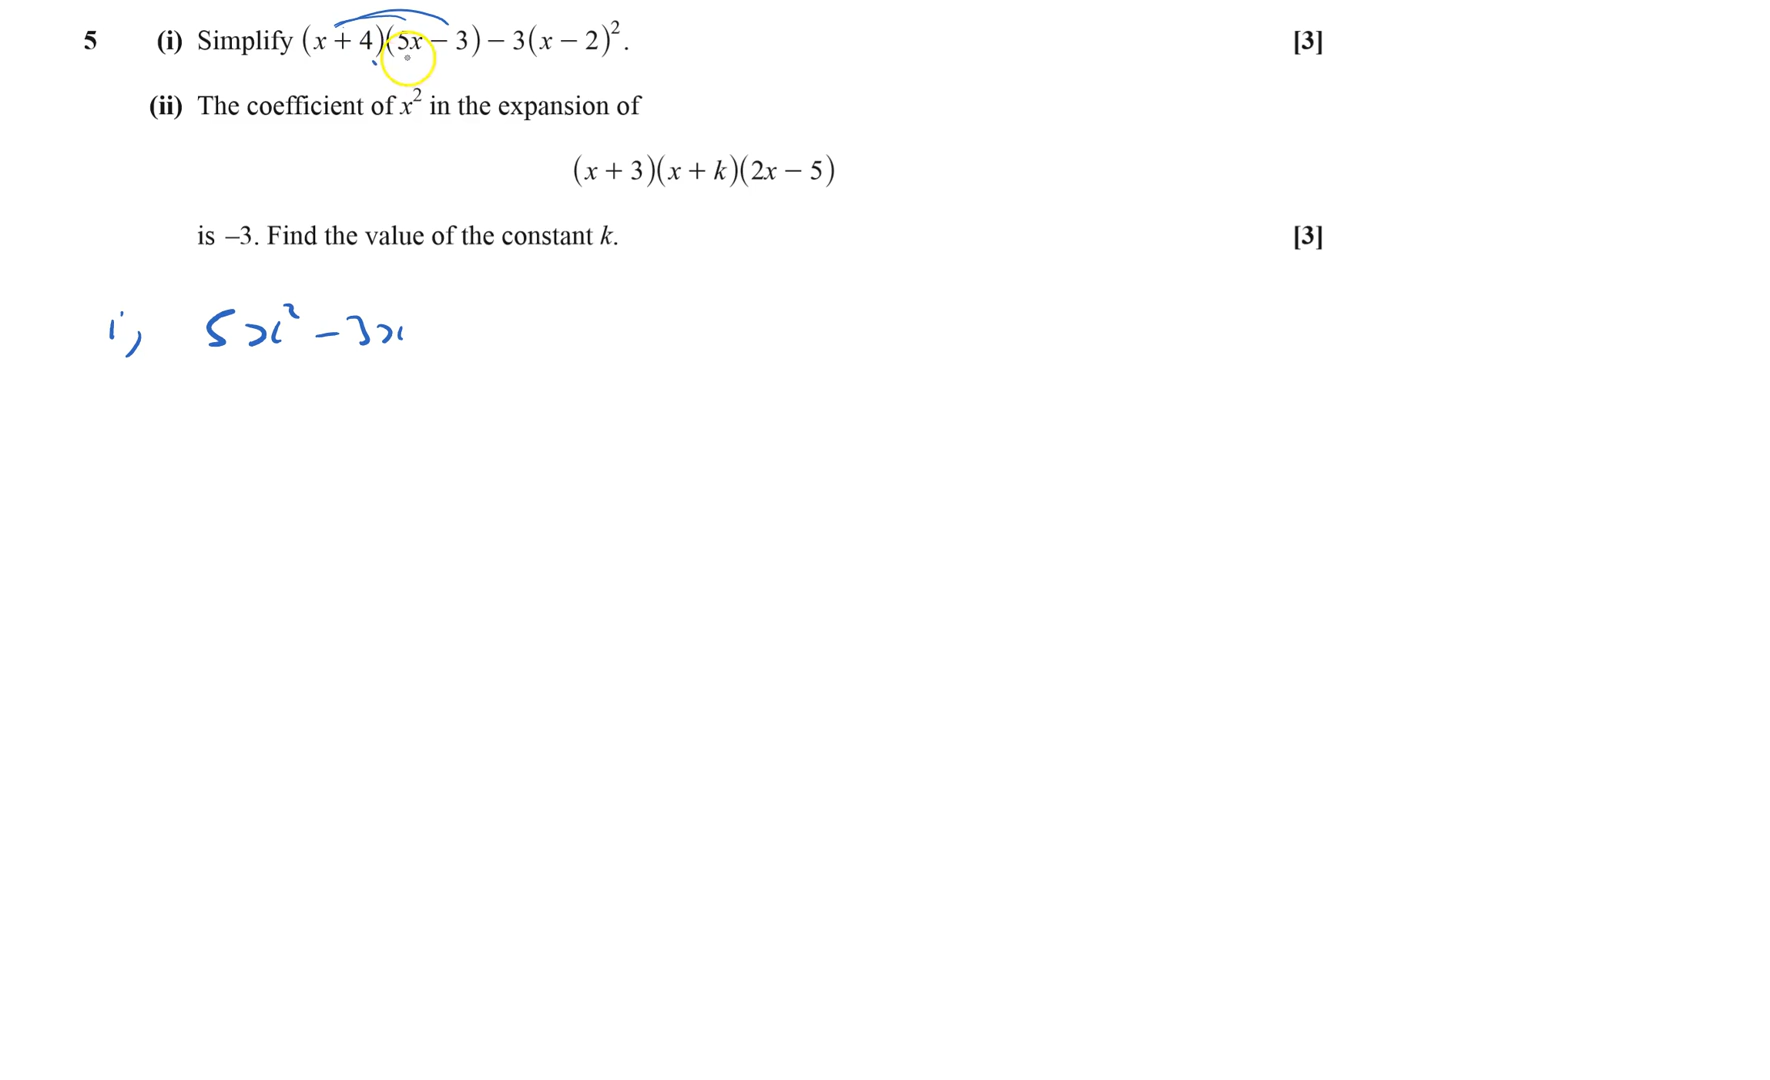 5 (i) Simplify (x + 4)(5x − 3) − 3(x − 2)². [3]
(ii) The coefficient of x² in the expansion of
(x + 3)(x + k)(2x − 5)
is −3. Find the value of the constant k. [3]
i) 5x² − 3x